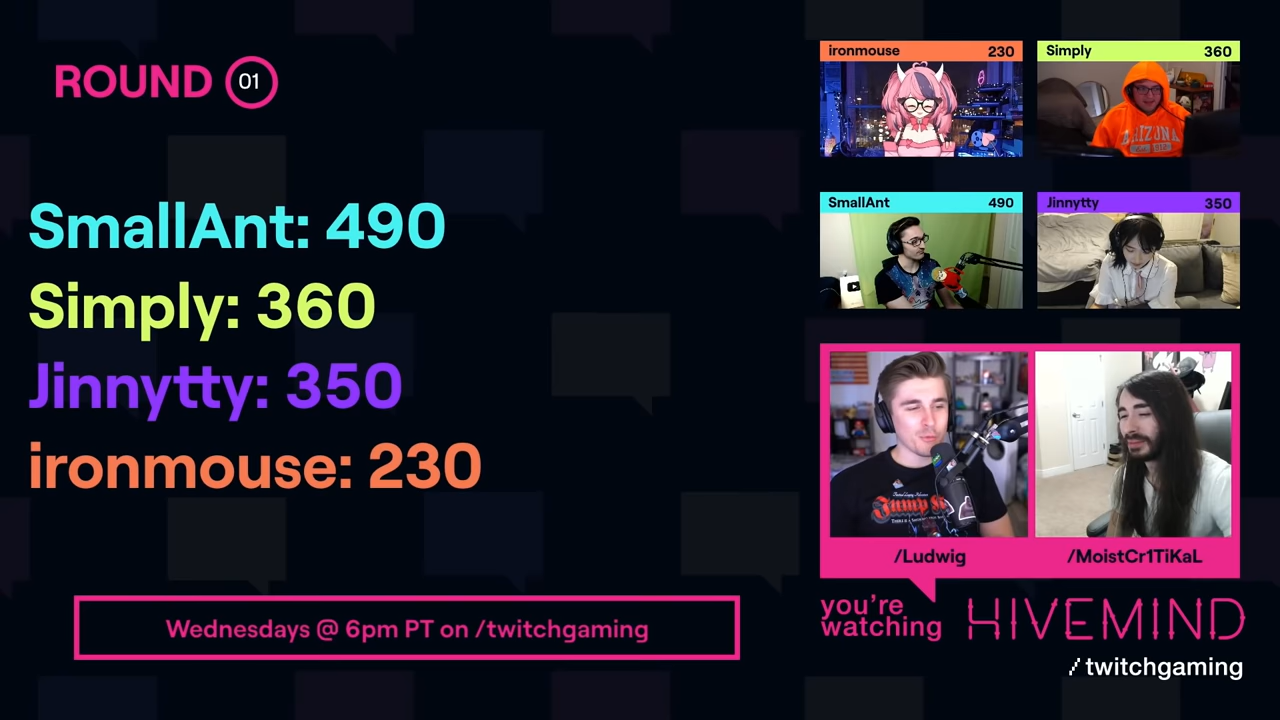 ROUND 01
SmallAnt: 490
Simply: 360
Jinnytty: 350
ironmouse: 230
Wednesdays @ 6pm PT on /twitchgaming
ironmouse 230
Simply 360
ARIZONA
SmallAnt 490
Jinnytty 350
/Ludwig
/MoistCr1TiKaL
you're
watching
HIVEMIND
/twitchgaming